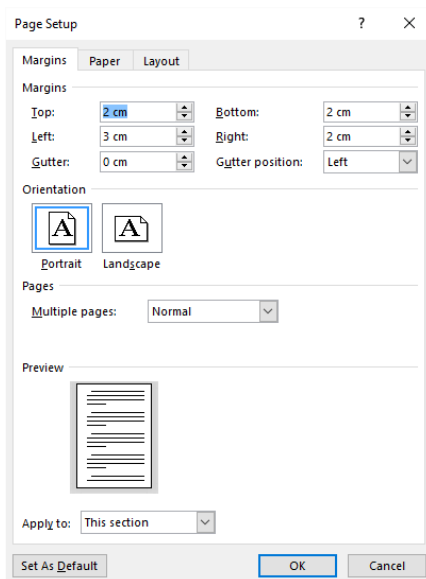 Page Setup ? ×
Margins Paper Layout
Margins
Top: 2 cm Bottom: 2 cm
Left: 3 cm Right: 2 cm
Gutter: 0 cm Gutter position: Left
Orientation
A A
Portrait Landscape
Pages
Multiple pages: Normal
Preview
Apply to: This section
Set As Default OK Cancel